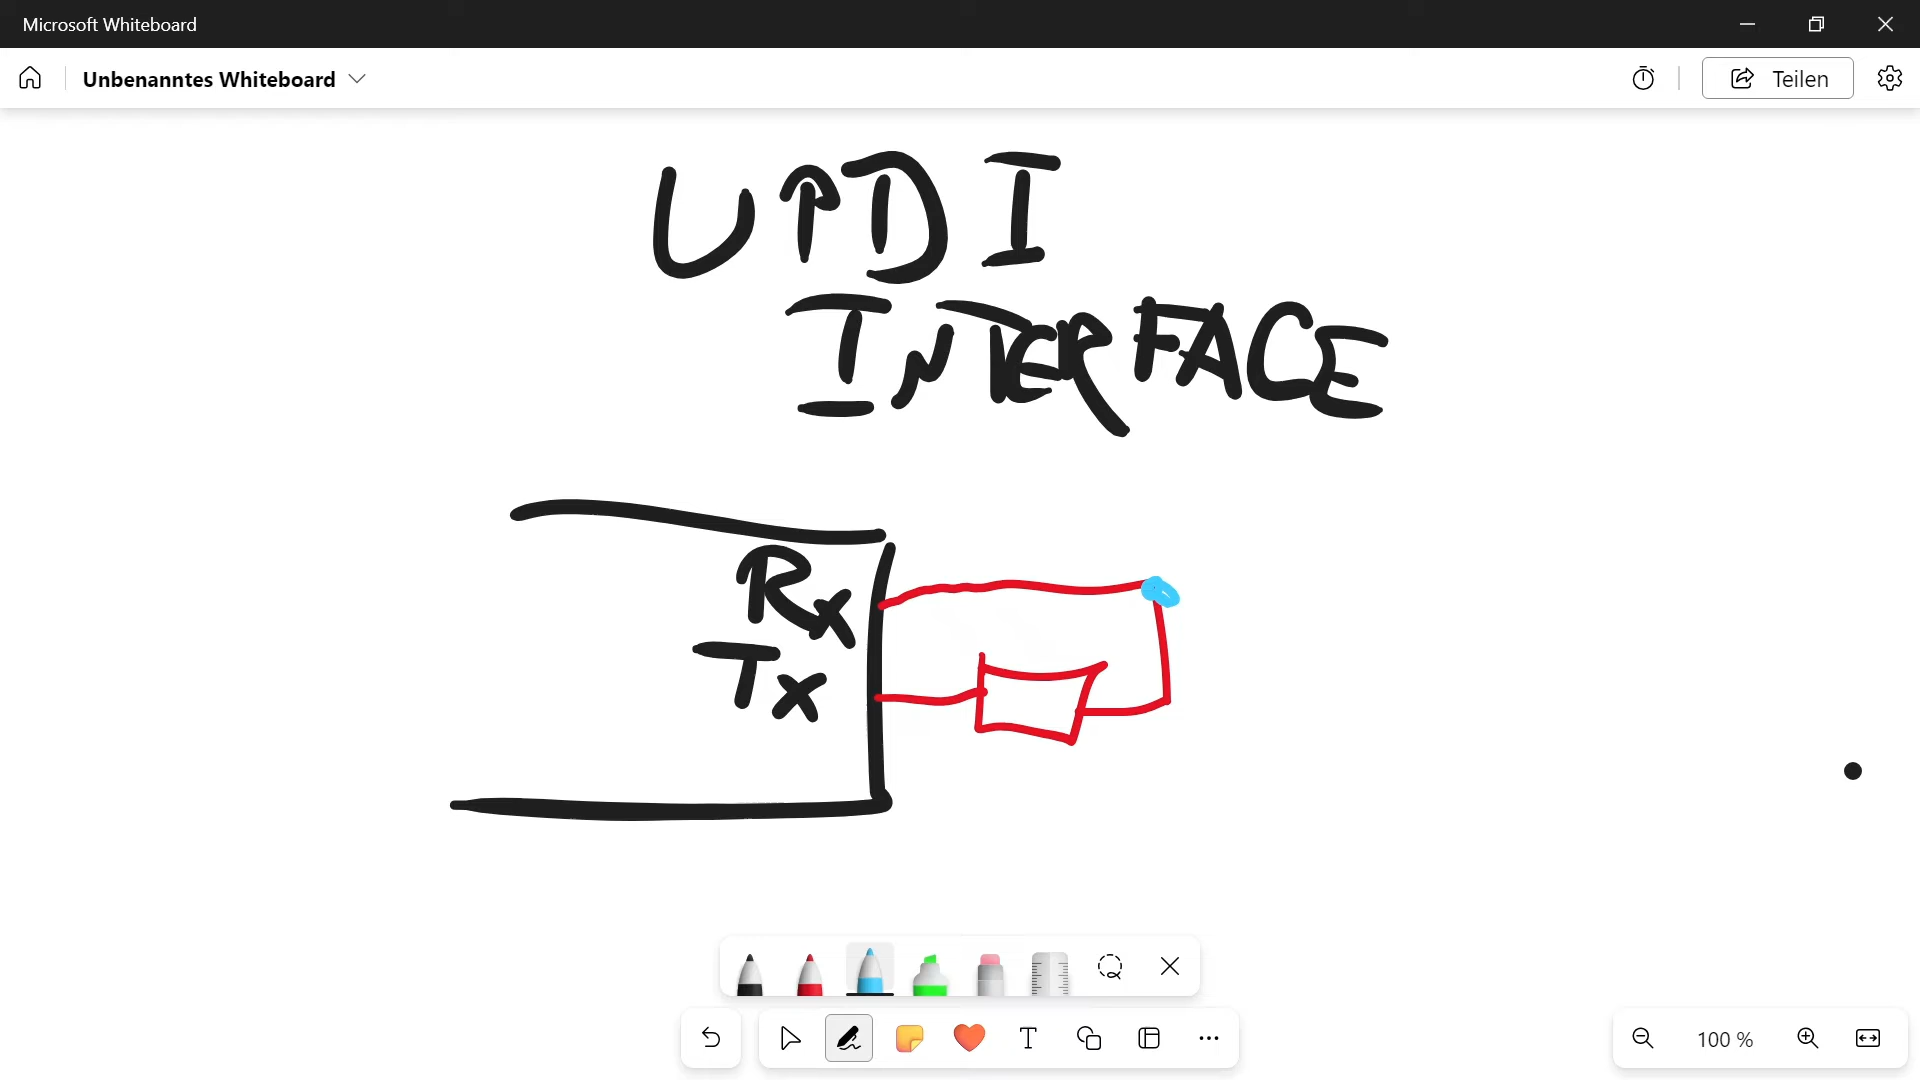 Microsoft Whiteboard
Unbenanntes Whiteboard
Teilen
UPDI
INTERFACE
Rx
Tx
100 %